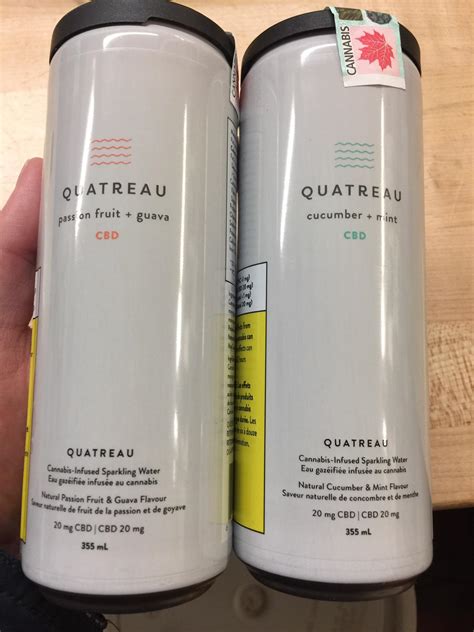 QUATREAU
passion fruit + guava
CBD
QUATREAU
Cannabis-Infused Sparkling Water
Eau gazéifiée infusée au cannabis
Natural Passion Fruit & Guava Flavour
Saveur naturelle de fruit de la passion et de goyave
20 mg CBD | CBD 20 mg
355 mL
CANNABIS
QUATREAU
cucumber + mint
CBD
QUATREAU
Cannabis-Infused Sparkling Water
Eau gazéifiée infusée au cannabis
Natural Cucumber & Mint Flavour
Saveur naturelle de concombre et de menthe
20 mg CBD | CBD 20 mg
355 mL